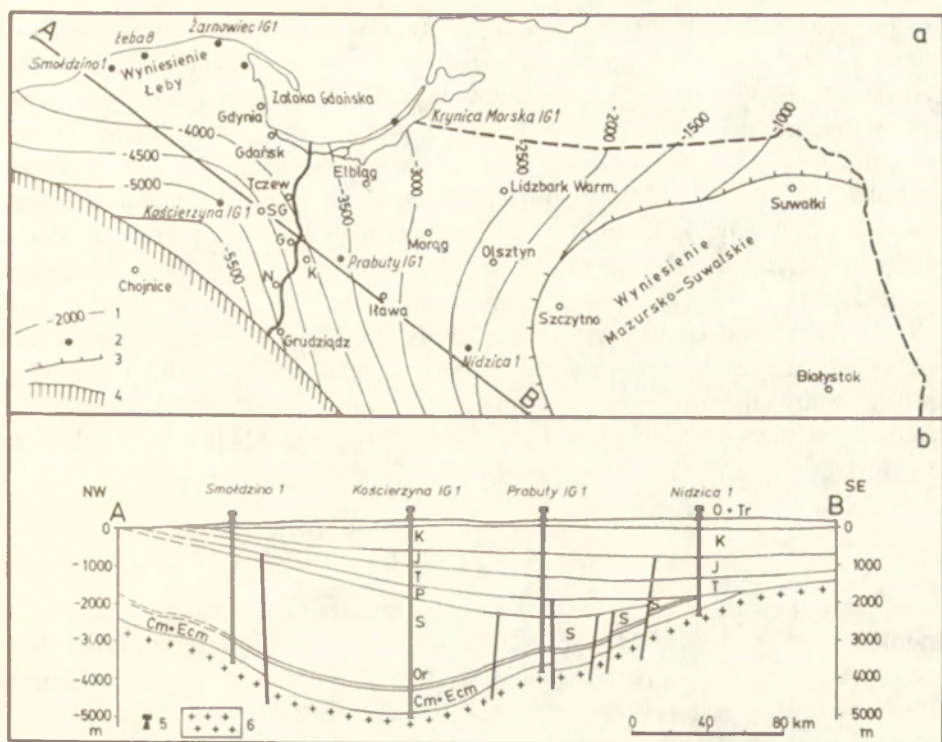 A
a
Żarnowiec IG1
Łeba 8
Smołdzino 1
Wyniesienie
Łeby
Zatoka Gdańska
Gdynia
Krynica Morska IG1
-4000
-4500
-5000
-5500
-3500
-3000
-2500
-2000
-1500
-1000
Gdańsk
Elbląg
Tczew
SG
Kościerzyna IG1
Lidzbark Warm.
Suwałki
G
Morąg
Olsztyn
K
Prabuty IG1
N
Chojnice
Iława
Szczytno
Wyniesienie
Mazursko-Suwalskie
Grudziądz
Nidzica 1
Białystok
B
-2000 1
2
3
4
b
NW
SE
A
B
Smołdzino 1
Kościerzyna IG1
Prabuty IG1
Nidzica 1
Q + Tr
0
0
K
K
-1000
J
J
1000
T
T
-2000
P
2000
S
S
S
-3000
Cm+Ecm
3000
-4000
Or
4000
Cm+Ecm
-5000
5000
m
m
5
6
0 40 80 km